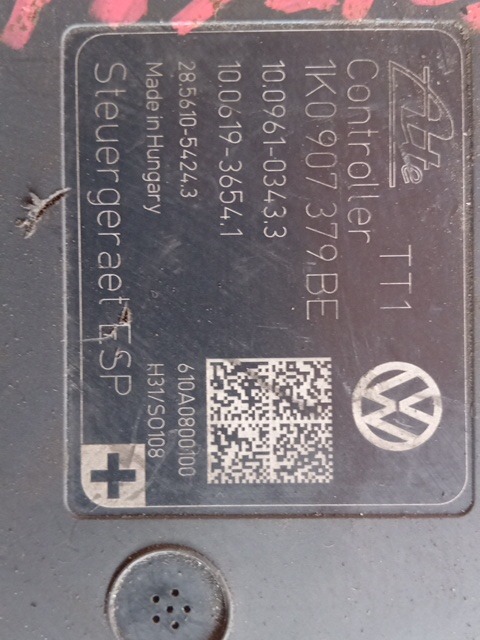 Ate
TT1
Controller
1K0 907 379 BE
10.0961-0343.3
10.0619-3654.1
28.5610-5424.3
610A0800100
Made in Hungary
H31/S0108
Steuergeraet ESP